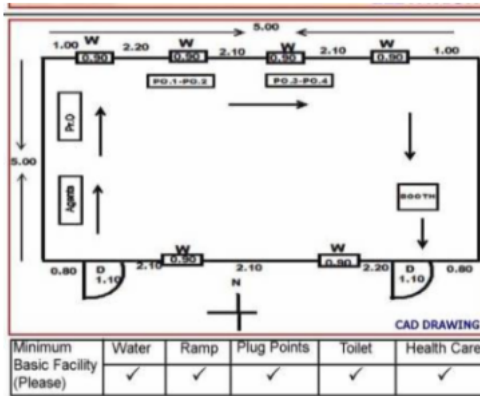 5.00
1.00 W 2.20 W 2.10 W 2.10 W 1.00
0.90 0.90 0.90 0.90
PO.1-PO.2 PO.3-PO.4
Pr.O
5.00
Agents
BOOTH
W W
0.80 D 2.10 0.90 2.10 0.90 2.20 D 0.80
1.10 1.10
N
CAD DRAWING
Minimum Basic Facility (Please) Water Ramp Plug Points Toilet Health Care
✓ ✓ ✓ ✓ ✓